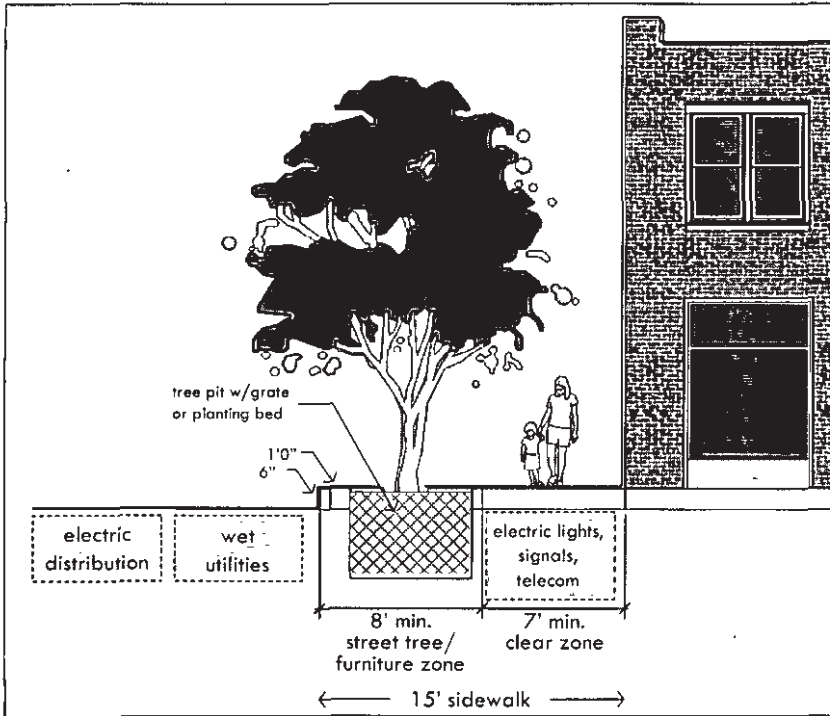 tree pit w/grate
or planting bed
1'0"
6"
electric
distribution
wet
utilities
electric lights,
signals,
telecom
8' min.
street tree/
furniture zone
7' min.
clear zone
15' sidewalk